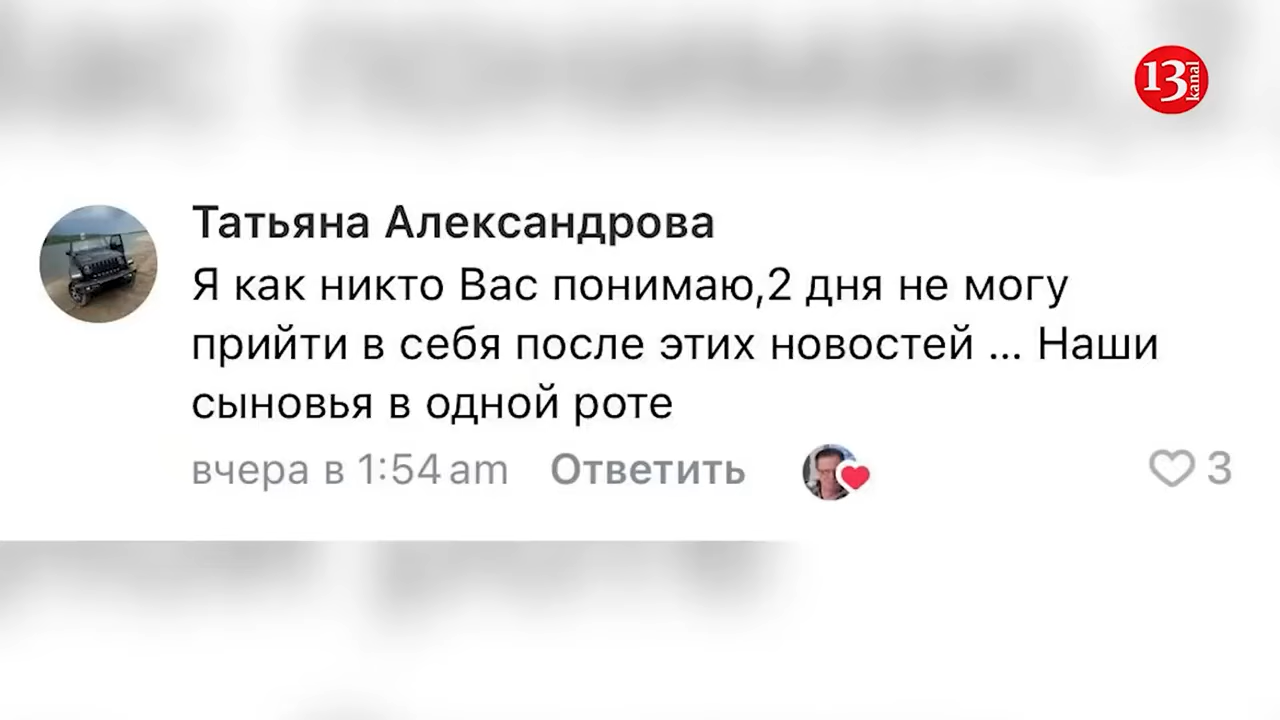 13 kanal
Татьяна Александрова
Я как никто Вас понимаю,2 дня не могу
прийти в себя после этих новостей ... Наши
сыновья в одной роте
вчера в 1:54 am Ответить 3